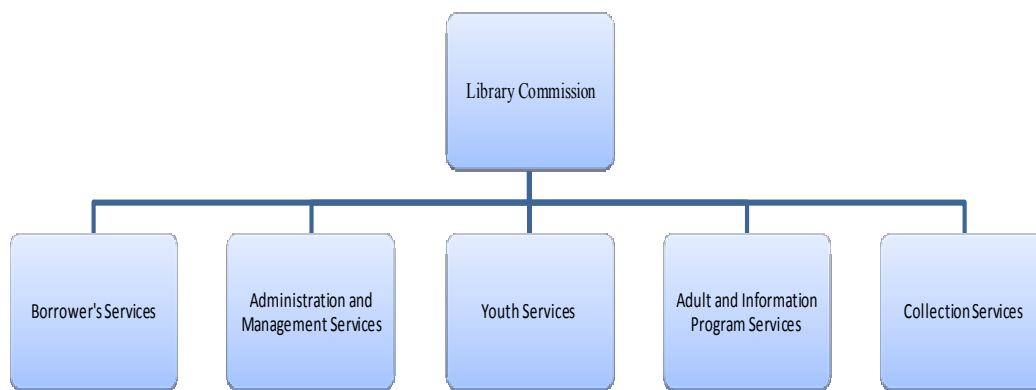 Library Commission
Borrower's Services
Administration and
Management Services
Youth Services
Adult and Information
Program Services
Collection Services